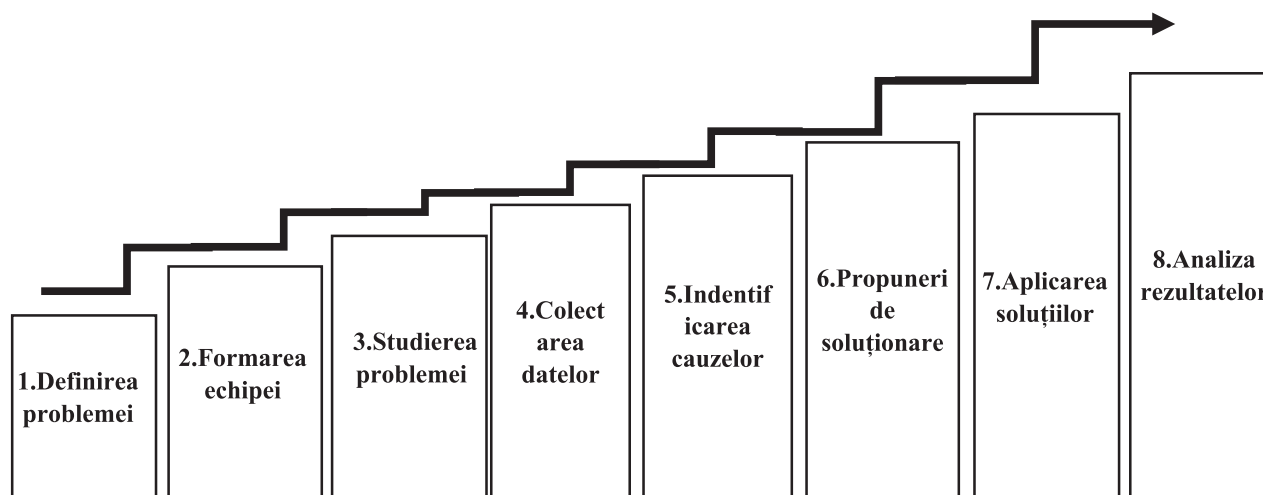 1.Definirea
problemei
2.Formarea
echipei
3.Studierea
problemei
4.Colect
area
datelor
5.Indentif
icarea
cauzelor
6.Propuneri
de
soluționare
7.Aplicarea
soluțiilor
8.Analiza
rezultatelor